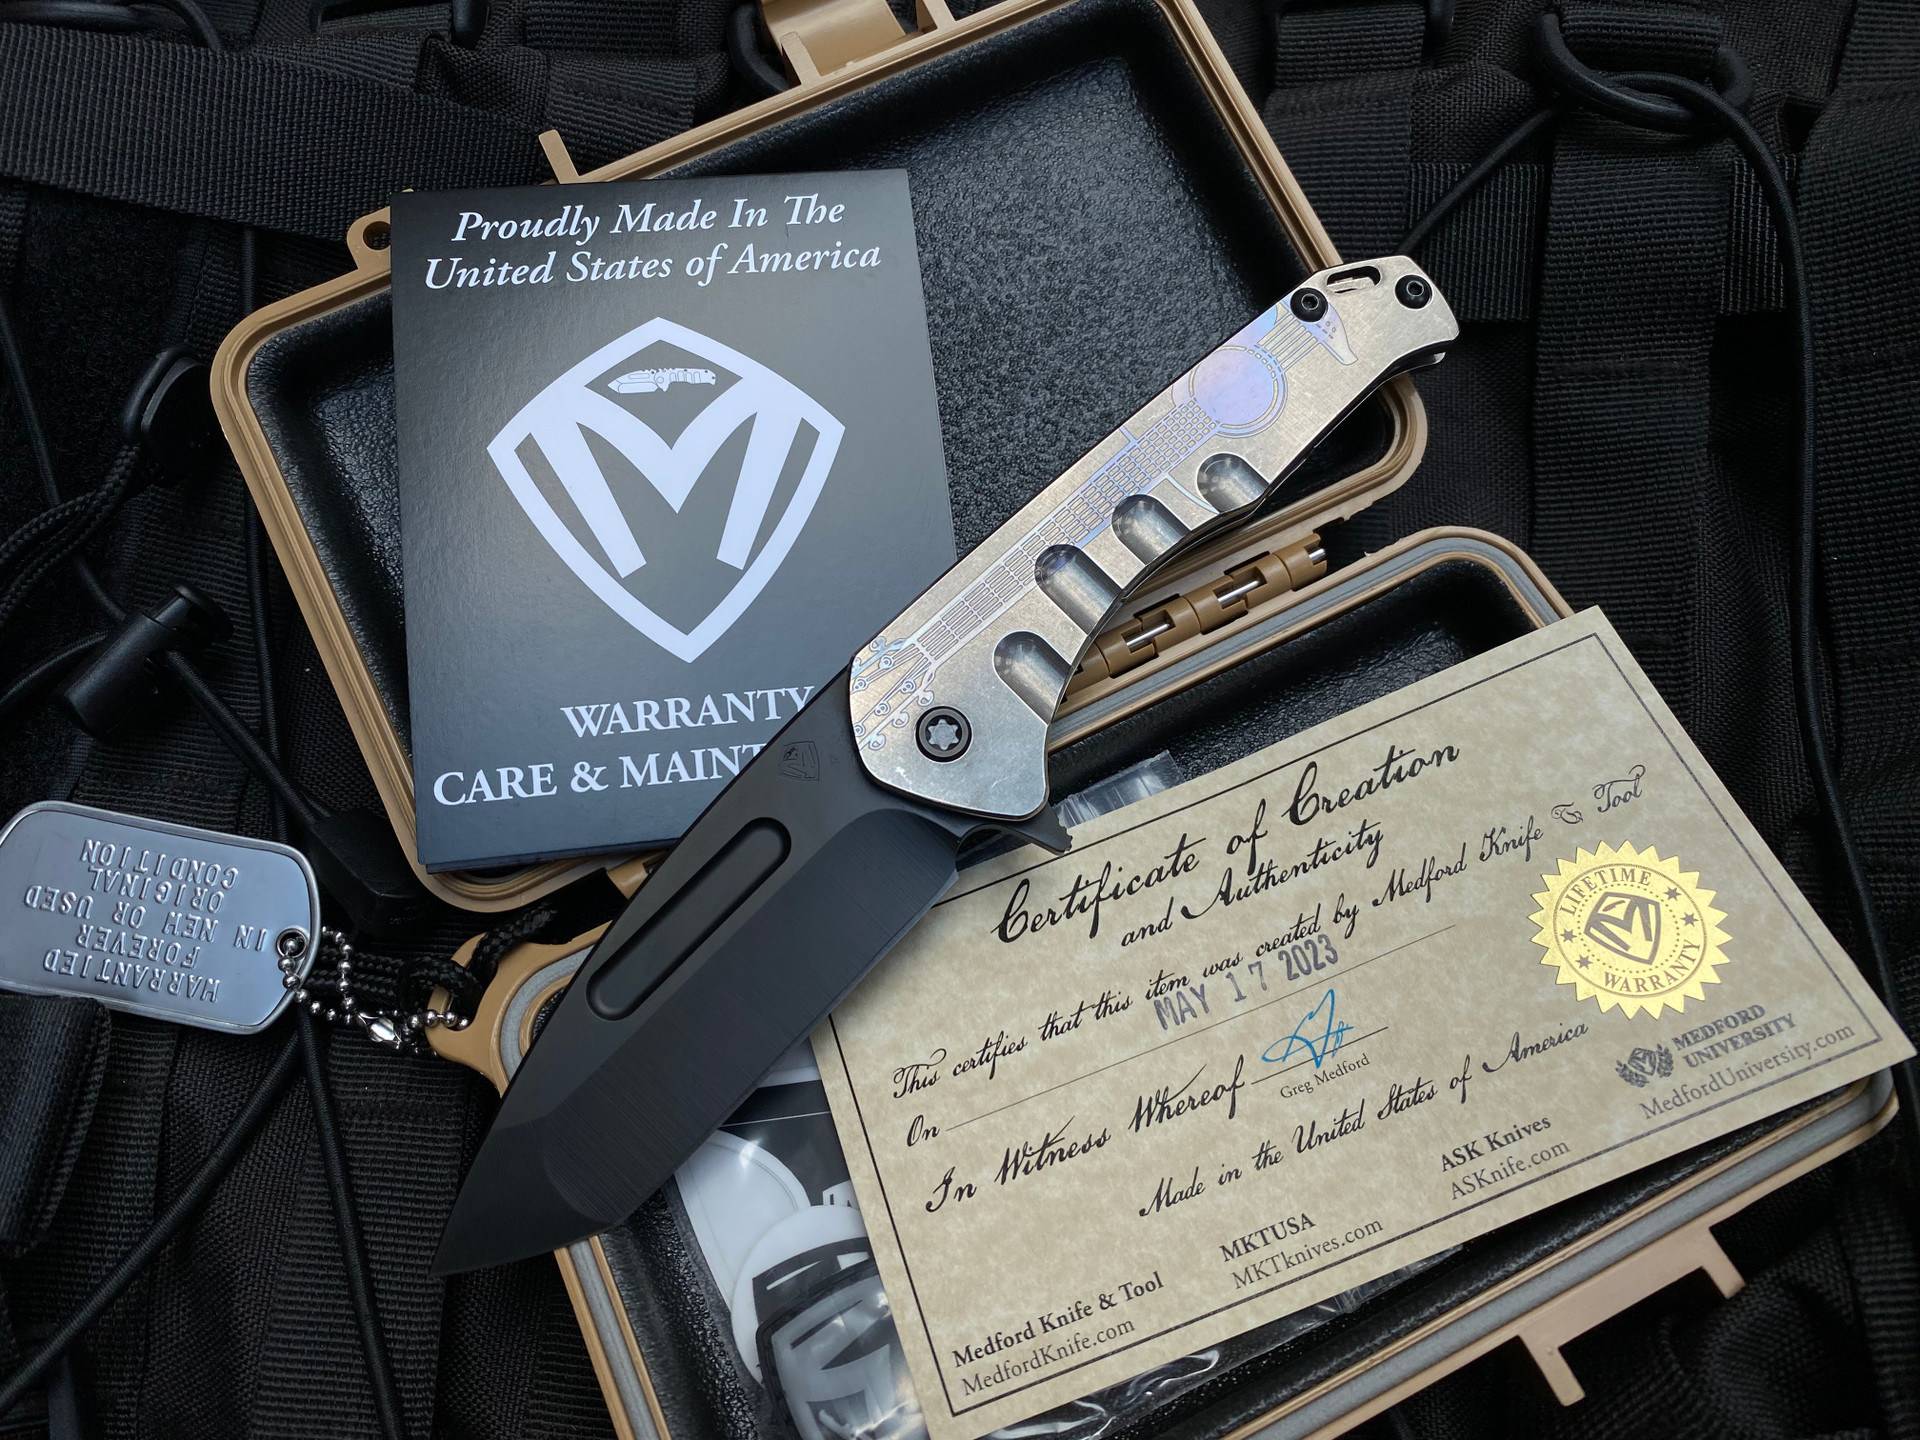 Proudly Made In The
United States of America
M
WARRANTY
CARE & MAINT
WARRANTIED
FOREVER
IN NEW OR USED
ORIGINAL
CONDITION
Certificate of Creation
and Authenticity
This certifies that this item was created by Medford Knife & Tool
On MAY 17 2023
In Witness Whereof
Greg Medford
Made in the United States of America
LIFETIME
WARRANTY
MEDFORD
UNIVERSITY
MedfordUniversity.com
ASK Knives
ASKnife.com
MKTUSA
MKTknives.com
Medford Knife & Tool
MedfordKnife.com